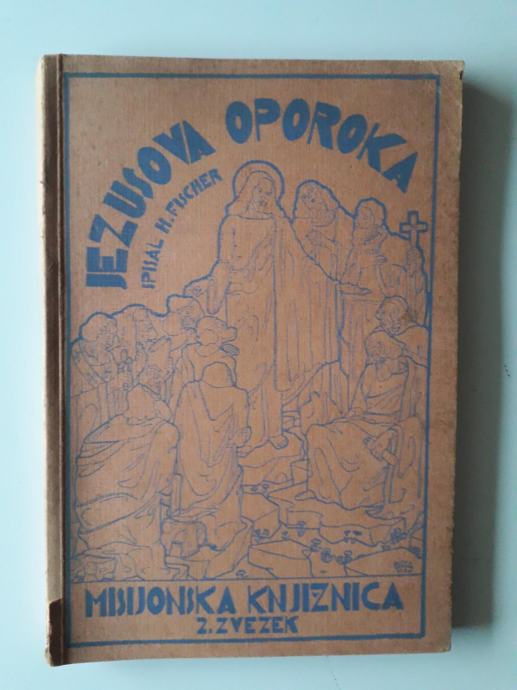 JEZUSOVA OPOROKA
SPISAL H. FISCHER
MISIJONSKA KNJIŽNICA
2. ZVEZEK